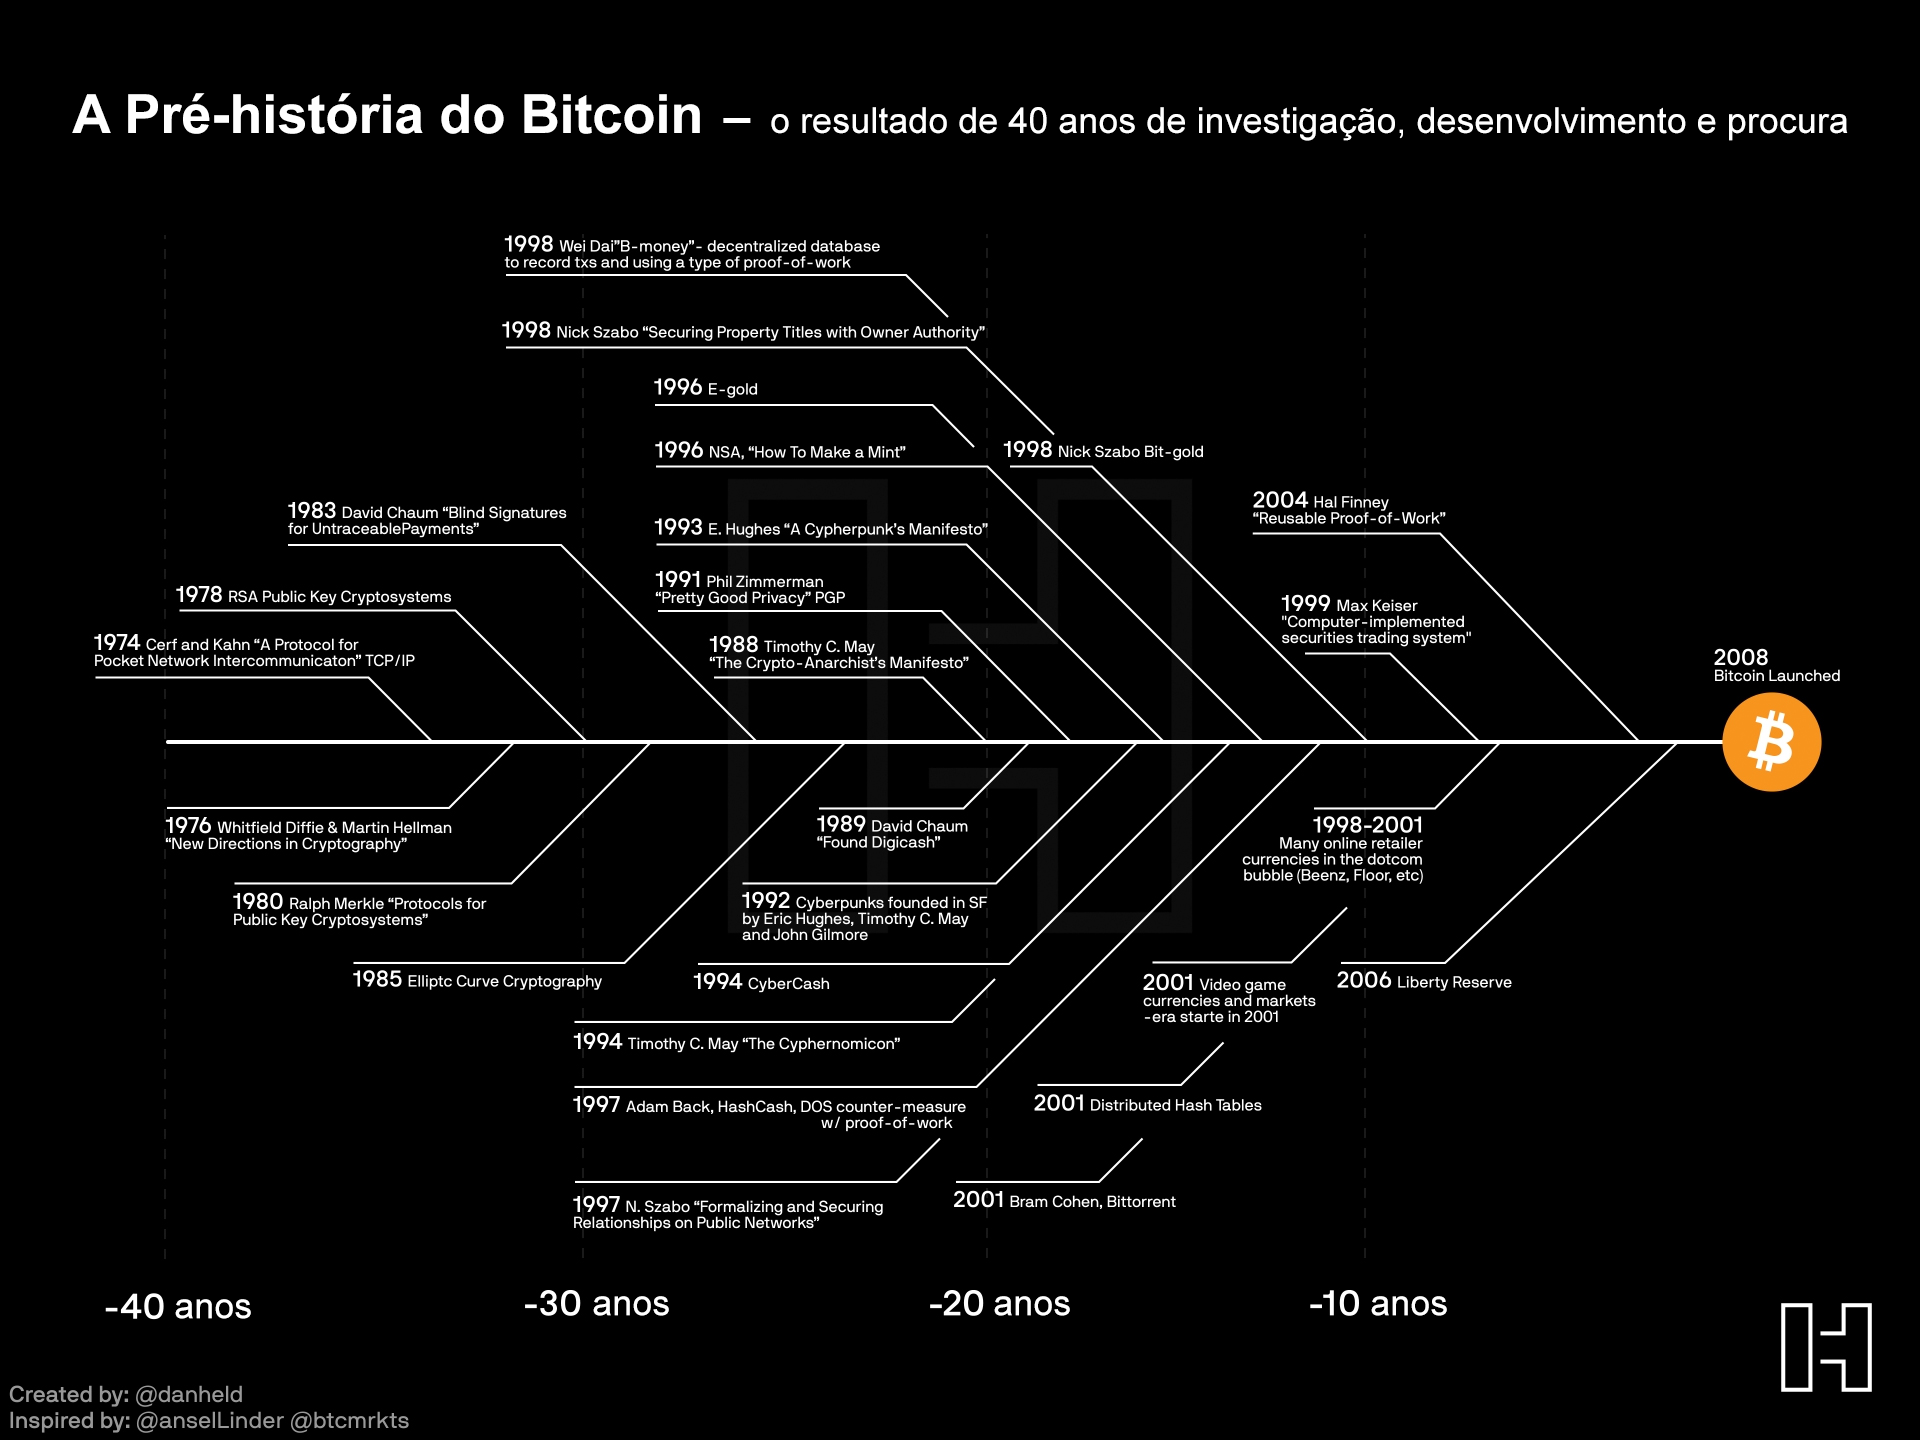 A Pré-história do Bitcoin – o resultado de 40 anos de investigação, desenvolvimento e procura
1998 Wei Dai”B-money”- decentralized database
to record txs and using a type of proof-of-work
1998 Nick Szabo “Securing Property Titles with Owner Authority”
1996 E-gold
1996 NSA, “How To Make a Mint”
1998 Nick Szabo Bit-gold
1983 David Chaum “Blind Signatures
for UntraceablePayments”
1993 E. Hughes “A Cypherpunk’s Manifesto”
2004 Hal Finney
“Reusable Proof-of-Work”
1978 RSA Public Key Cryptosystems
1991 Phil Zimmerman
“Pretty Good Privacy” PGP
1999 Max Keiser
"Computer-implemented
securities trading system"
1974 Cerf and Kahn “A Protocol for
Pocket Network Intercommunicaton” TCP/IP
1988 Timothy C. May
“The Crypto-Anarchist’s Manifesto”
2008
Bitcoin Launched
1976 Whitfield Diffie & Martin Hellman
“New Directions in Cryptography”
1989 David Chaum
“Found Digicash”
1998-2001
Many online retailer
currencies in the dotcom
bubble (Beenz, Floor, etc)
1980 Ralph Merkle “Protocols for
Public Key Cryptosystems”
1992 Cyberpunks founded in SF
by Eric Hughes, Timothy C. May
and John Gilmore
1985 Elliptc Curve Cryptography
1994 CyberCash
2001 Video game
currencies and markets
-era starte in 2001
2006 Liberty Reserve
1994 Timothy C. May “The Cyphernomicon”
1997 Adam Back, HashCash, DOS counter-measure
w/ proof-of-work
2001 Distributed Hash Tables
1997 N. Szabo “Formalizing and Securing
Relationships on Public Networks”
2001 Bram Cohen, Bittorrent
-40 anos
-30 anos
-20 anos
-10 anos
Created by: @danheld
Inspired by: @anselLinder @btcmrkts